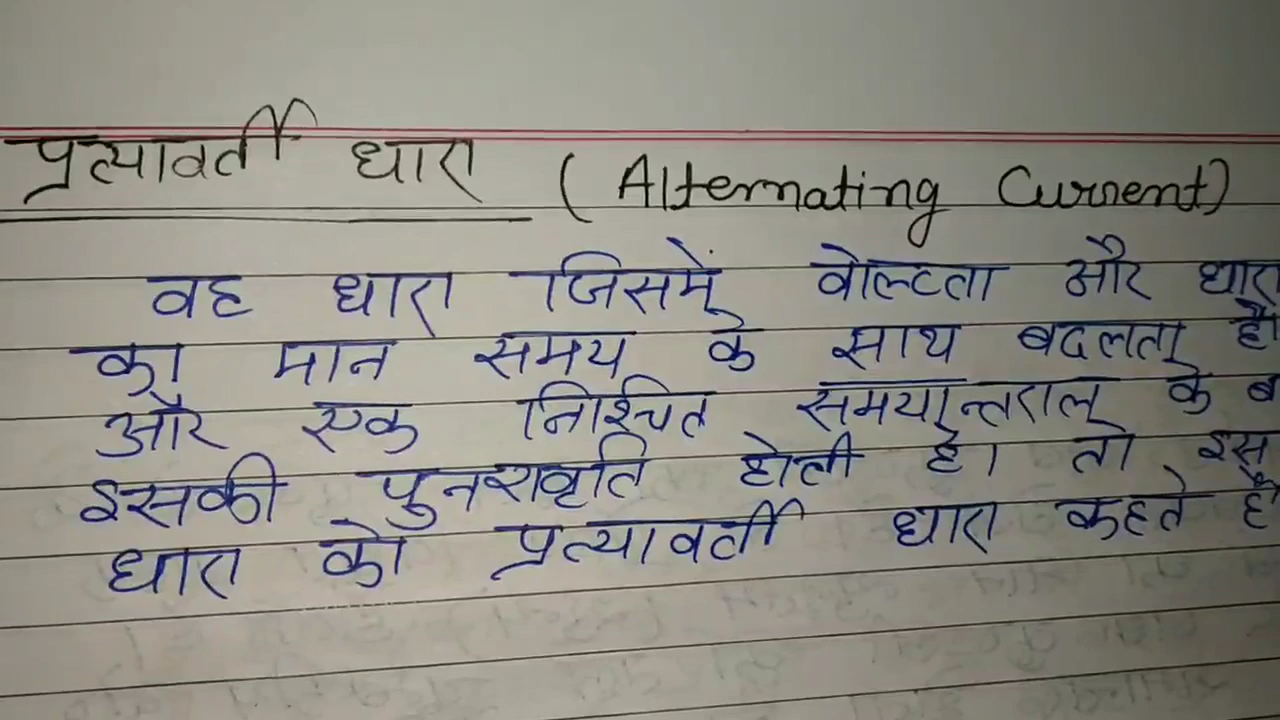 प्रत्यावर्ती धारा (Alternating Current)
वह धारा जिसमें वोल्टता और धारा
का मान समय के साथ बदलता है
और एक निश्चित समयान्तराल के ब
इसकी पुनरावृति होती है। तो इस
धारा को प्रत्यावर्ती धारा कहते है